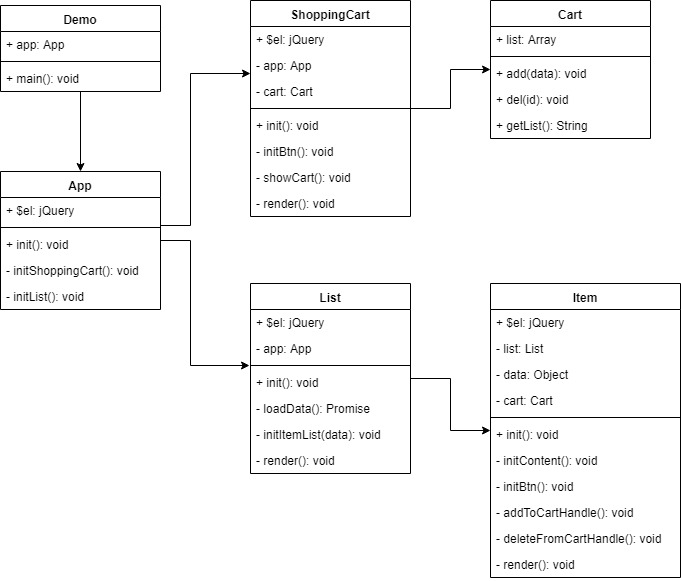 Demo
+ app: App
+ main(): void
ShoppingCart
+ $el: jQuery
- app: App
- cart: Cart
+ init(): void
- initBtn(): void
- showCart(): void
- render(): void
Cart
+ list: Array
+ add(data): void
+ del(id): void
+ getList(): String
App
+ $el: jQuery
+ init(): void
- initShoppingCart(): void
- initList(): void
List
+ $el: jQuery
- app: App
+ init(): void
- loadData(): Promise
- initItemList(data): void
- render(): void
Item
+ $el: jQuery
- list: List
- data: Object
- cart: Cart
+ init(): void
- initContent(): void
- initBtn(): void
- addToCartHandle(): void
- deleteFromCartHandle(): void
- render(): void